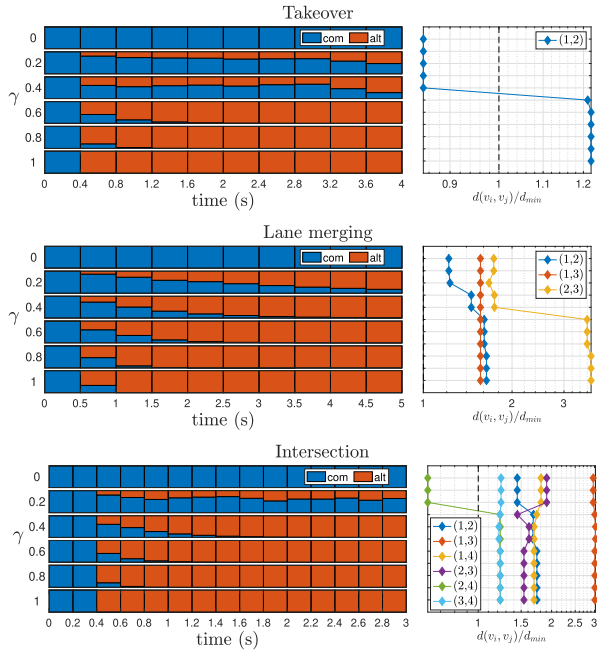 Takeover
com alt
(1,2)
γ
0
0.2
0.4
0.6
0.8
1
0 0.4 0.8 1.2 1.6 2 2.4 2.8 3.2 3.6 4
time (s)
0.9 1 1.1 1.2
d(vi, vj)/dmin
Lane merging
com alt
(1,2)
(1,3)
(2,3)
γ
0
0.2
0.4
0.6
0.8
1
0 0.5 1 1.5 2 2.5 3 3.5 4 4.5 5
time (s)
1 2 3
d(vi, vj)/dmin
Intersection
com alt
γ
0
0.2
0.4
0.6
0.8
1
0 0.2 0.4 0.6 0.8 1 1.2 1.4 1.6 1.8 2 2.2 2.4 2.6 2.8 3
time (s)
(1,2)
(1,3)
(1,4)
(2,3)
(2,4)
(3,4)
1 1.5 2 2.5 3
d(vi, vj)/dmin